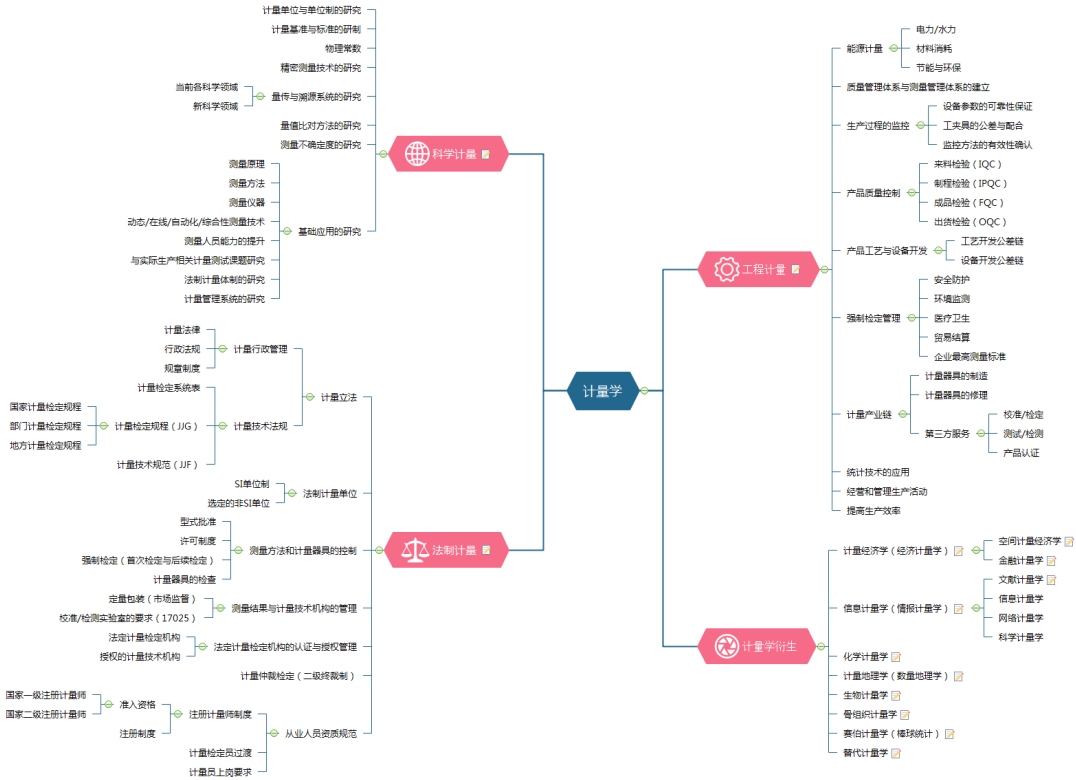 计量学
科学计量
计量单位与单位制的研究
计量基准与标准的研制
物理常数
精密测量技术的研究
量传与溯源系统的研究
当前各科学领域
新科学领域
量值比对方法的研究
测量不确定度的研究
基础应用的研究
测量原理
测量方法
测量仪器
动态/在线/自动化/综合性测量技术
测量人员能力的提升
与实际生产相关计量测试课题研究
法制计量体制的研究
计量管理系统的研究
法制计量
计量立法
计量行政管理
计量法律
行政法规
规章制度
计量技术法规
计量检定系统表
计量检定规程（JJG）
国家计量检定规程
部门计量检定规程
地方计量检定规程
计量技术规范（JJF）
法制计量单位
SI单位制
选定的非SI单位
测量方法和计量器具的控制
型式批准
许可制度
强制检定（首次检定与后续检定）
计量器具的检查
测量结果与计量技术机构的管理
定量包装（市场监督）
校准/检测实验室的要求（17025）
法定计量检定机构的认证与授权管理
法定计量检定机构
授权的计量技术机构
计量仲裁检定（二级终裁制）
从业人员资质规范
注册计量师制度
准入资格
国家一级注册计量师
国家二级注册计量师
注册制度
计量检定员过渡
计量员上岗要求
工程计量
能源计量
电力/水力
材料消耗
节能与环保
质量管理体系与测量管理体系的建立
生产过程的监控
设备参数的可靠性保证
工夹具的公差与配合
监控方法的有效性确认
产品质量控制
来料检验（IQC）
制程检验（IPQC）
成品检验（FQC）
出货检验（OQC）
产品工艺与设备开发
工艺开发公差链
设备开发公差链
强制检定管理
安全防护
环境监测
医疗卫生
贸易结算
企业最高测量标准
计量产业链
计量器具的制造
计量器具的修理
第三方服务
校准/检定
测试/检测
产品认证
统计技术的应用
经营和管理生产活动
提高生产效率
计量学衍生
计量经济学（经济计量学）
空间计量经济学
金融计量学
信息计量学（情报计量学）
文献计量学
信息计量学
网络计量学
科学计量学
化学计量学
计量地理学（数量地理学）
生物计量学
骨组织计量学
赛伯计量学（棒球统计）
替代计量学